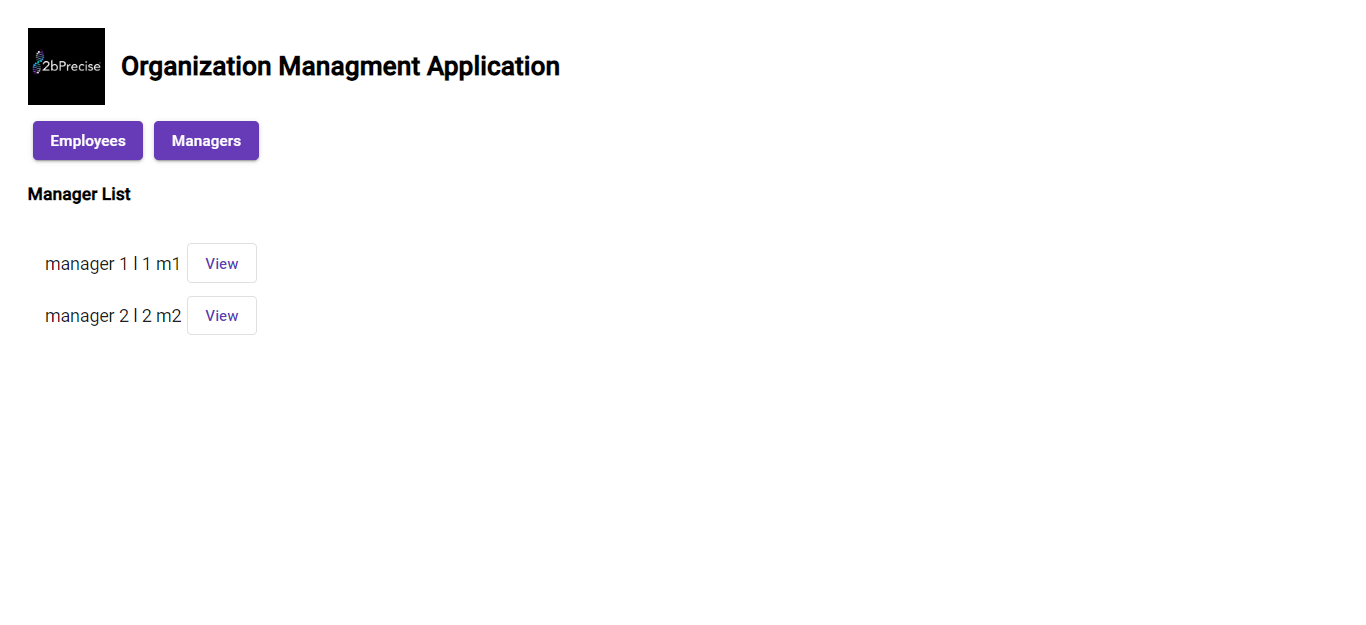 2bPrecise
Organization Managment Application
Employees Managers
Manager List
manager 1 l 1 m1 View
manager 2 l 2 m2 View